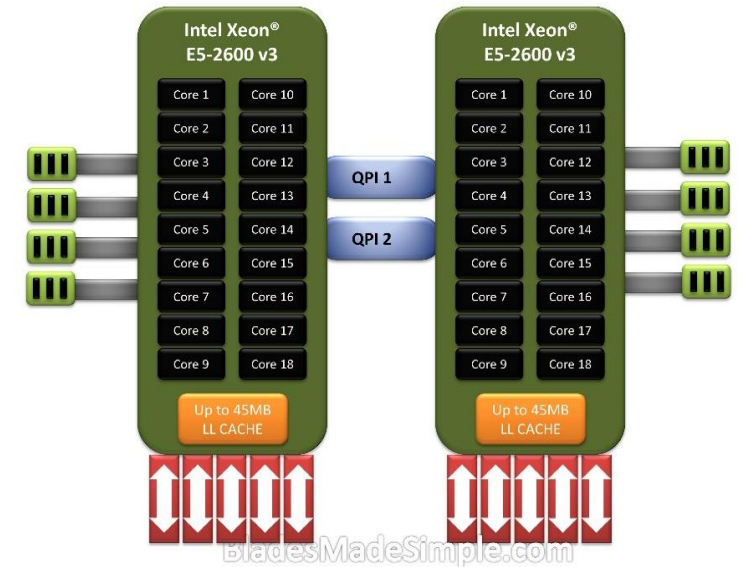 Intel Xeon®
E5-2600 v3
Core 1 Core 10
Core 2 Core 11
Core 3 Core 12
Core 4 Core 13
Core 5 Core 14
Core 6 Core 15
Core 7 Core 16
Core 8 Core 17
Core 9 Core 18
Up to 45MB
LL CACHE
QPI 1
QPI 2
Intel Xeon®
E5-2600 v3
Core 1 Core 10
Core 2 Core 11
Core 3 Core 12
Core 4 Core 13
Core 5 Core 14
Core 6 Core 15
Core 7 Core 16
Core 8 Core 17
Core 9 Core 18
Up to 45MB
LL CACHE
BladesMadeSimple.com